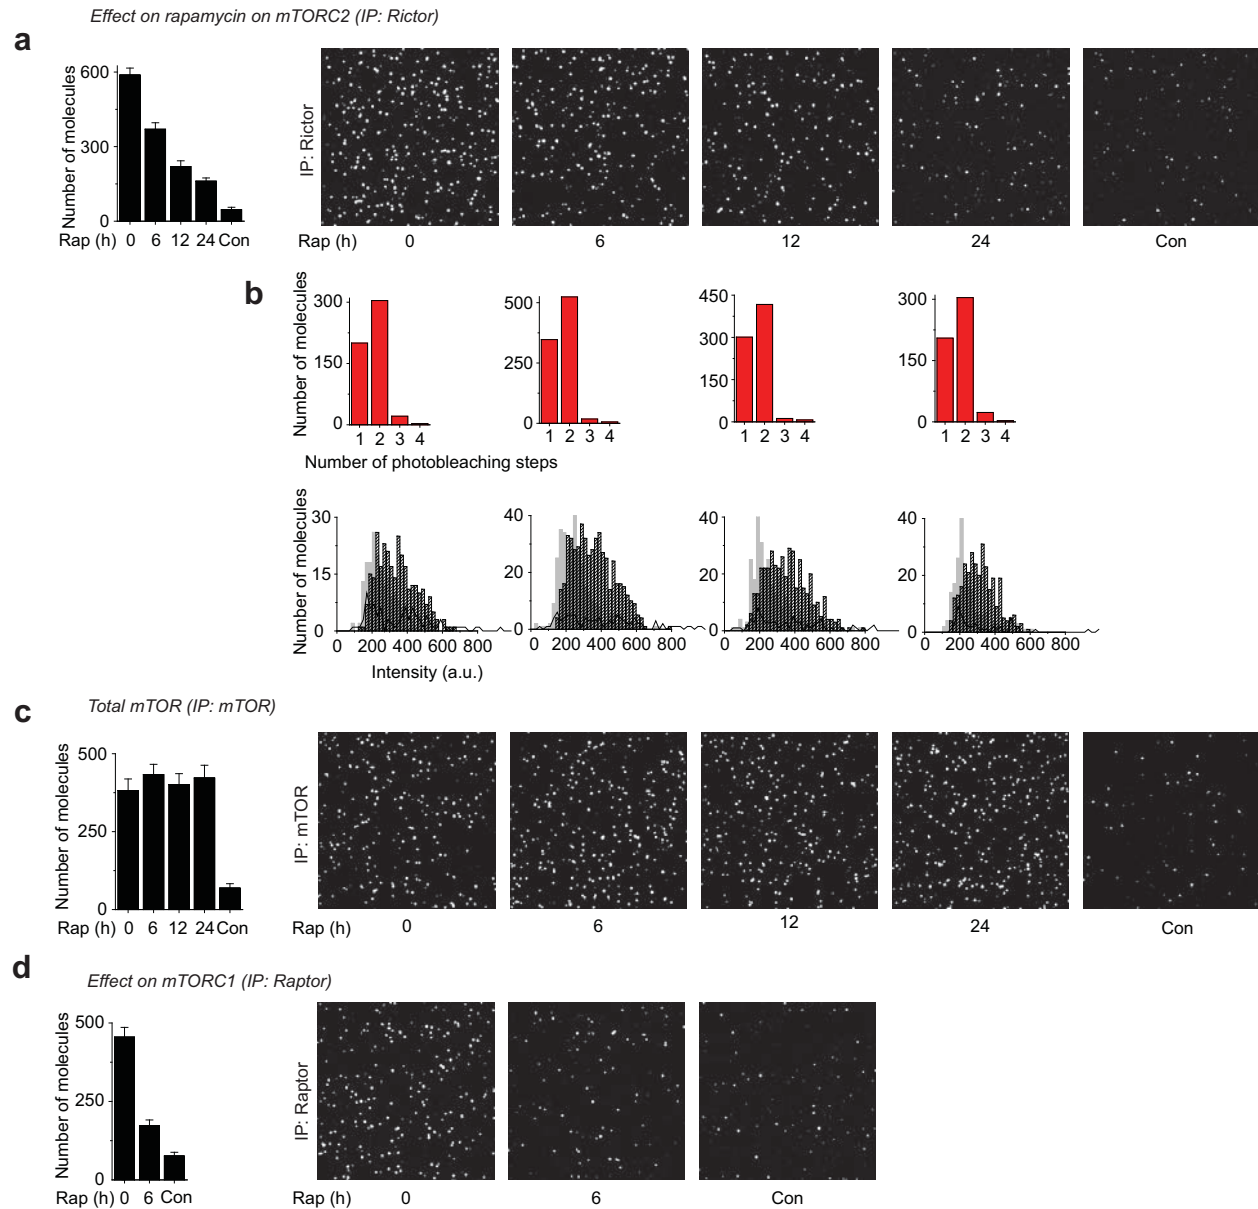 Effect on rapamycin on mTORC2 (IP: Rictor)
a
Number of molecules
600
300
0
Rap (h) 0 6 12 24 Con
IP: Rictor
Rap (h) 0 6 12 24 Con
b
Number of molecules
300
150
0
1 2 3 4
500
250
0
1 2 3 4
450
300
150
0
1 2 3 4
300
150
0
1 2 3 4
Number of photobleaching steps
Number of molecules
30
15
0
0 200 400 600 800
40
20
0
0 200 400 600 800
40
20
0
0 200 400 600 800
40
20
0
0 200 400 600 800
Intensity (a.u.)
c
Total mTOR (IP: mTOR)
Number of molecules
500
250
0
Rap (h) 0 6 12 24 Con
IP: mTOR
Rap (h) 0 6 12 24 Con
d
Effect on mTORC1 (IP: Raptor)
Number of molecules
500
250
0
Rap (h) 0 6 Con
IP: Raptor
Rap (h) 0 6 Con